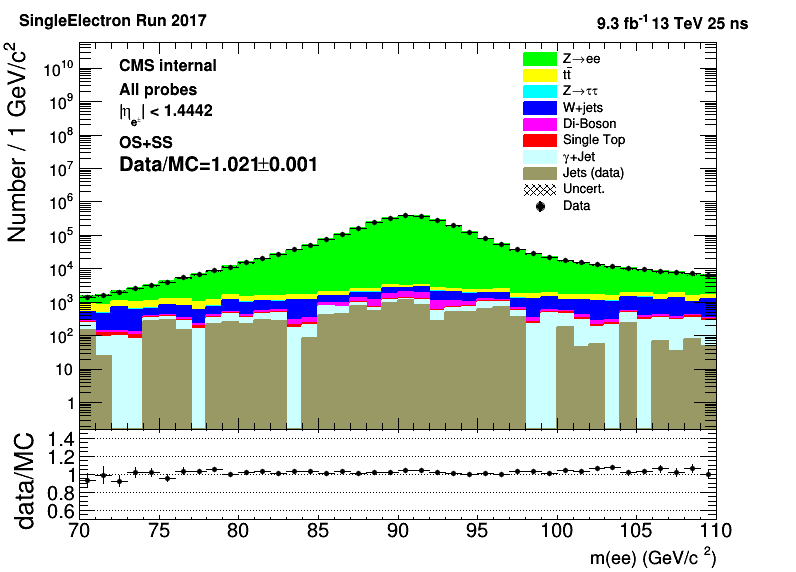 SingleElectron Run 2017
9.3 fb⁻¹ 13 TeV 25 ns
Number / 1 GeV/c²
10¹⁰
10⁹
10⁸
10⁷
10⁶
10⁵
10⁴
10³
10²
10
1
CMS internal
All probes
|η_e±| < 1.4442
OS+SS
Data/MC=1.021±0.001
Z→ee
tt̄
Z→ττ
W+jets
Di-Boson
Single Top
γ+Jet
Jets (data)
Uncert.
Data
data/MC
1.4
1.2
1
0.8
0.6
70 75 80 85 90 95 100 105 110
m(ee) (GeV/c ²)